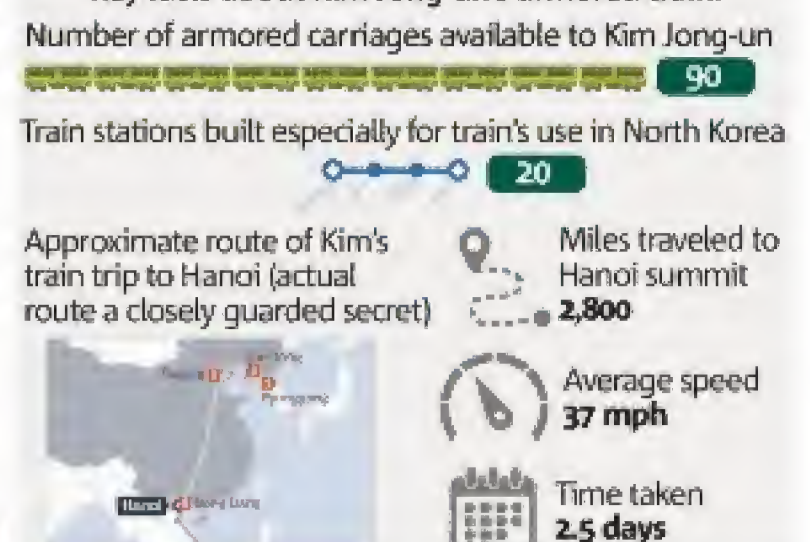 Number of armored carriages available to Kim Jong-un
90
Train stations built especially for train's use in North Korea
20
Approximate route of Kim's
train trip to Hanoi (actual
route a closely guarded secret)
Miles traveled to
Hanoi summit
2,800
Average speed
37 mph
Time taken
2.5 days
Pyongyang
Hanoi